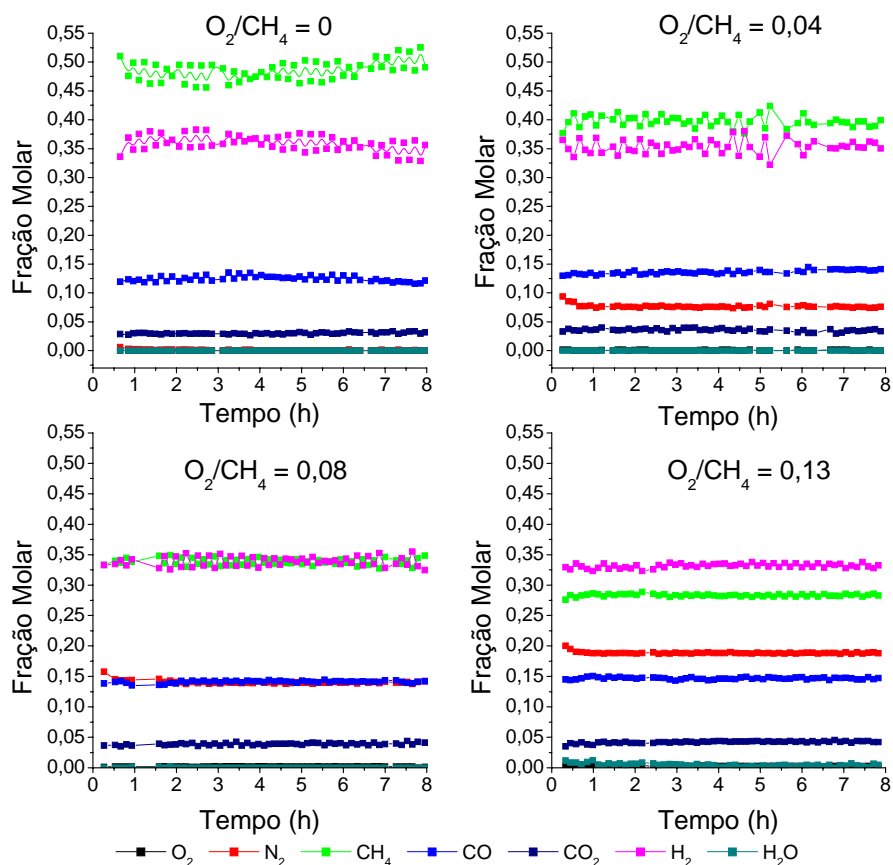 O₂/CH₄ = 0
O₂/CH₄ = 0,04
0,55
0,50
0,45
0,40
0,35
0,30
0,25
0,20
0,15
0,10
0,05
0,00
Fração Molar
0 1 2 3 4 5 6 7 8
Tempo (h)
0,55
0,50
0,45
0,40
0,35
0,30
0,25
0,20
0,15
0,10
0,05
0,00
Fração Molar
0 1 2 3 4 5 6 7 8
Tempo (h)
O₂/CH₄ = 0,08
O₂/CH₄ = 0,13
0,55
0,50
0,45
0,40
0,35
0,30
0,25
0,20
0,15
0,10
0,05
0,00
Fração Molar
0 1 2 3 4 5 6 7 8
Tempo (h)
0,55
0,50
0,45
0,40
0,35
0,30
0,25
0,20
0,15
0,10
0,05
0,00
Fração Molar
0 1 2 3 4 5 6 7 8
Tempo (h)
O₂ N₂ CH₄ CO CO₂ H₂ H₂O